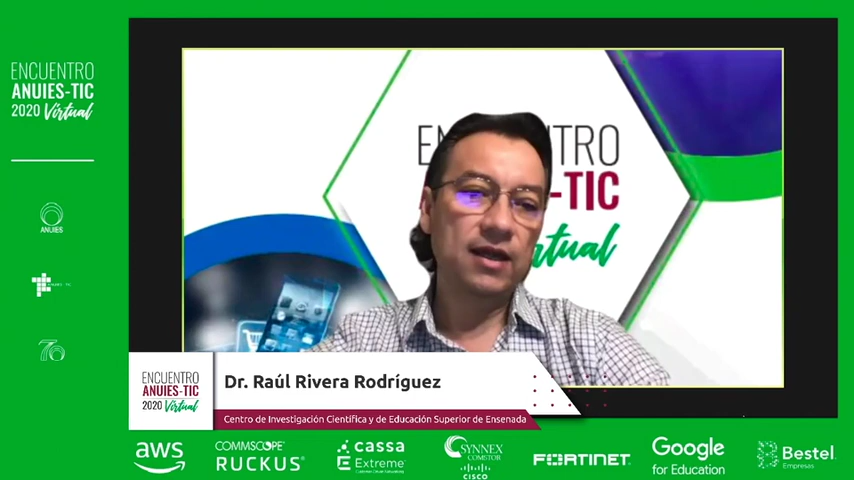 ENCUENTRO
ANUIES-TIC
2020 Virtual
ANUIES
ANUIES - TIC
70
ENCUENTRO
-TIC
Virtual
ENCUENTRO
ANUIES-TIC
2020 Virtual
Dr. Raúl Rivera Rodríguez
Centro de Investigación Científica y de Educación Superior de Ensenada
aws
COMMSCOPE
RUCKUS
cassa
Extreme
SYNNEX
COMSTOR
CISCO
FORTINET
Google
for Education
Bestel
Empresas